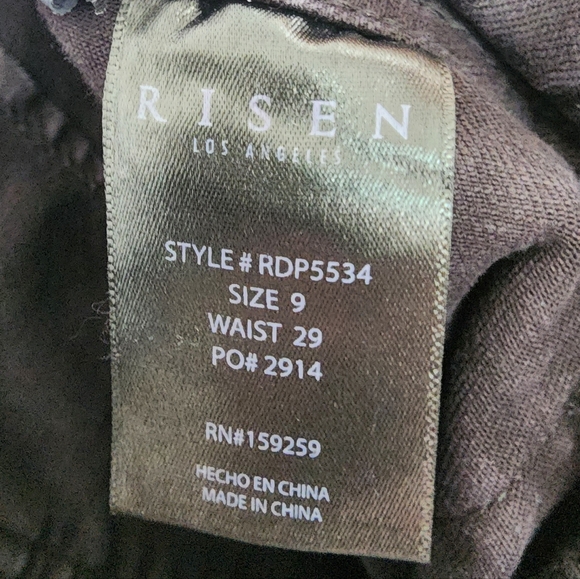 RISEN
LOS ANGELES
STYLE # RDP5534
SIZE 9
WAIST 29
PO# 2914
RN#159259
HECHO EN CHINA
MADE IN CHINA